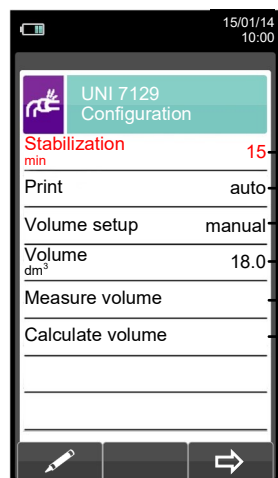 15/01/14
10:00
UNI 7129
Configuration
Stabilization
min
15
Print
auto
Volume setup
manual
Volume
dm³
18.0
Measure volume
Calculate volume